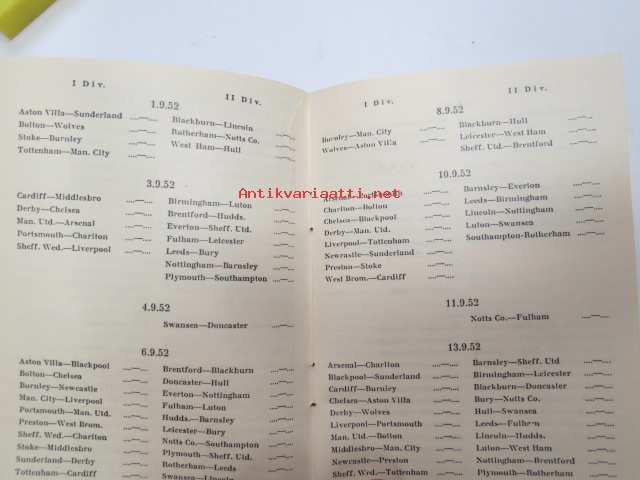 I Div. II Div.
1.9.52
Aston Villa—Sunderland ....—....
Bolton—Wolves ....—....
Stoke—Burnley ....—....
Tottenham—Man. City ....—....
Blackburn—Lincoln ....—....
Rotherham—Notts Co. ....—....
West Ham—Hull ....—....
3.9.52
Cardiff—Middlesbro ....—....
Derby—Chelsea ....—....
Man. Utd.—Arsenal ....—....
Portsmouth—Charlton ....—....
Sheff. Wed.—Liverpool ....—....
Birmingham—Luton ....—....
Brentford—Hudds. ....—....
Everton—Sheff. Utd. ....—....
Fulham—Leicester ....—....
Leeds—Bury ....—....
Nottingham—Barnsley ....—....
Plymouth—Southampton ....—....
4.9.52
Swansea—Doncaster ....—....
6.9.52
Aston Villa—Blackpool ....—....
Bolton—Chelsea ....—....
Burnley—Newcastle ....—....
Man. City—Liverpool ....—....
Portsmouth—Man. Utd. ....—....
Preston—West Brom. ....—....
Sheff. Wed.—Charlton ....—....
Stoke—Middlesbro ....—....
Sunderland—Derby ....—....
Tottenham—Cardiff ....—....
Brentford—Blackburn ....—....
Doncaster—Hull ....—....
Everton—Nottingham ....—....
Fulham—Luton ....—....
Hudds.—Barnsley ....—....
Leicester—Bury ....—....
Notts Co.—Southampton ....—....
Plymouth—Sheff. Utd. ....—....
Rotherham—Leeds ....—....
Swansea—Lincoln ....—....
I Div. II Div.
8.9.52
Burnley—Man. City ....—....
Wolves—Aston Villa ....—....
Blackburn—Hull ....—....
Leicester—West Ham ....—....
Sheff. Utd.—Brentford ....—....
10.9.52
Charlton—Bolton ....—....
Chelsea—Blackpool ....—....
Derby—Man. Utd. ....—....
Liverpool—Tottenham ....—....
Newcastle—Sunderland ....—....
Preston—Stoke ....—....
West Brom.—Cardiff ....—....
Barnsley—Everton ....—....
Leeds—Birmingham ....—....
Lincoln—Nottingham ....—....
Luton—Swansea ....—....
Southampton-Rotherham ....—....
11.9.52
Notts Co.—Fulham ....—....
13.9.52
Arsenal—Charlton ....—....
Blackpool—Sunderland ....—....
Cardiff—Burnley ....—....
Chelsea—Aston Villa ....—....
Derby—Wolves ....—....
Liverpool—Portsmouth ....—....
Man. Utd.—Bolton ....—....
Middlesbro—Man. City ....—....
Newcastle—Preston ....—....
Sheff. Wed.—Tottenham ....—....
Barnsley—Sheff. Utd ....—....
Birmingham—Leicester ....—....
Blackburn—Doncaster ....—....
Bury—Notts Co. ....—....
Hull—Swansea ....—....
Leeds—Fulham ....—....
Lincoln—Hudds. ....—....
Luton—West Ham ....—....
Nottingham—Brentford ....—....
Plymouth—Rotherham ....—....
Antikvariaatti.net